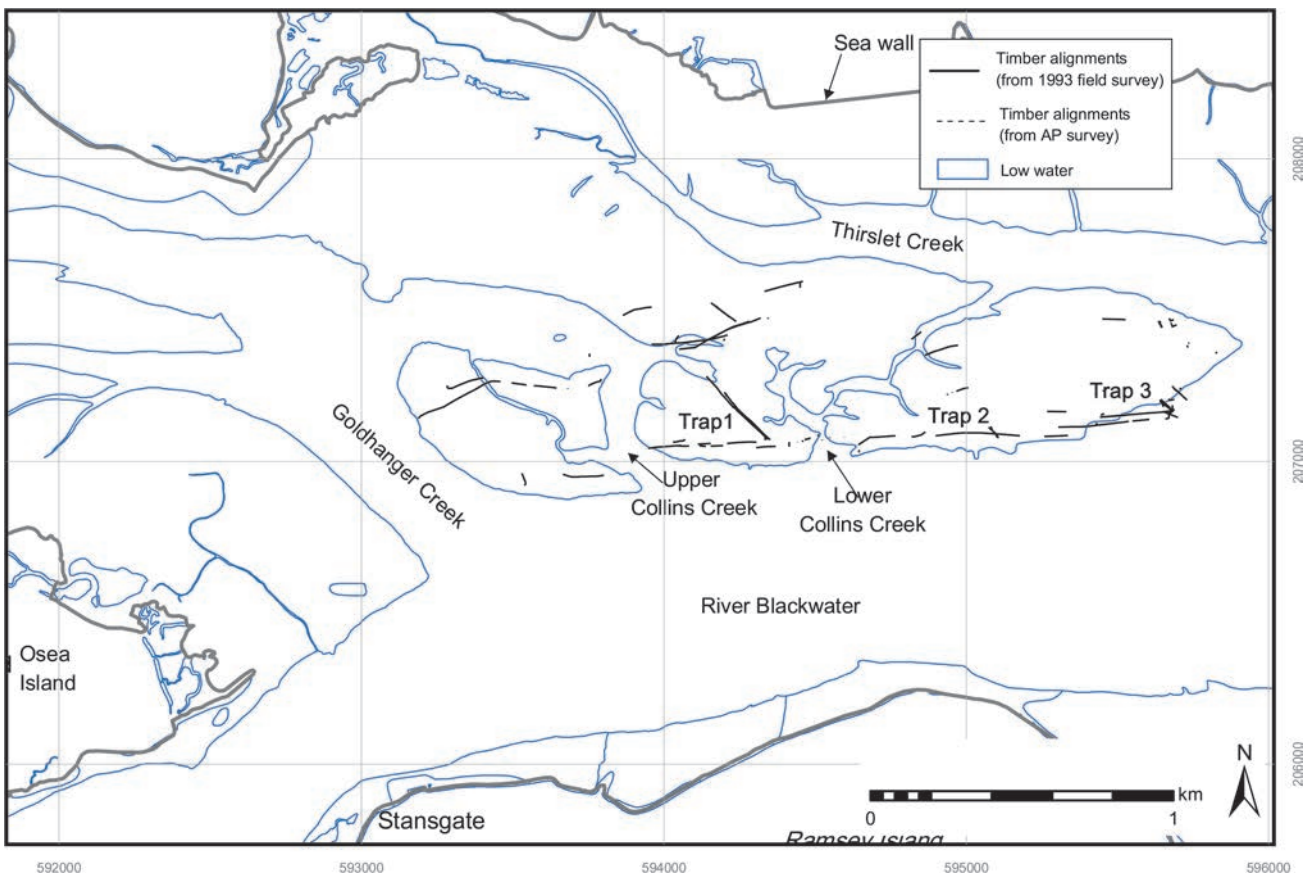 Sea wall
Timber alignments
(from 1993 field survey)
Timber alignments
(from AP survey)
Low water
208000
Thirslet Creek
Trap 3
Trap 2
Trap1
Goldhanger Creek
207000
Upper
Collins Creek
Lower
Collins Creek
River Blackwater
Osea
Island
206000
N
km
0
1
Stansgate
Ramsey Island
592000
593000
594000
595000
596000